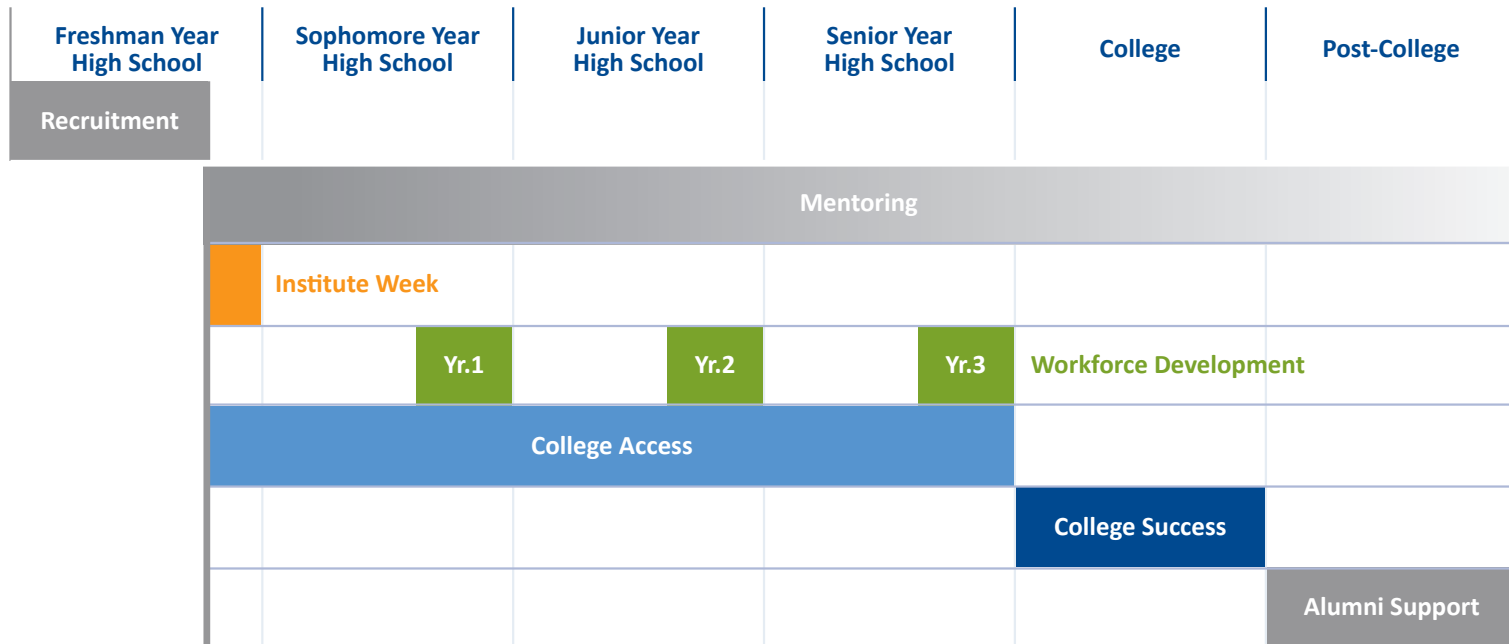 Freshman Year
High School
Sophomore Year
High School
Junior Year
High School
Senior Year
High School
College
Post-College
Recruitment
Mentoring
Institute Week
Yr.1
Yr.2
Yr.3
Workforce Development
College Access
College Success
Alumni Support